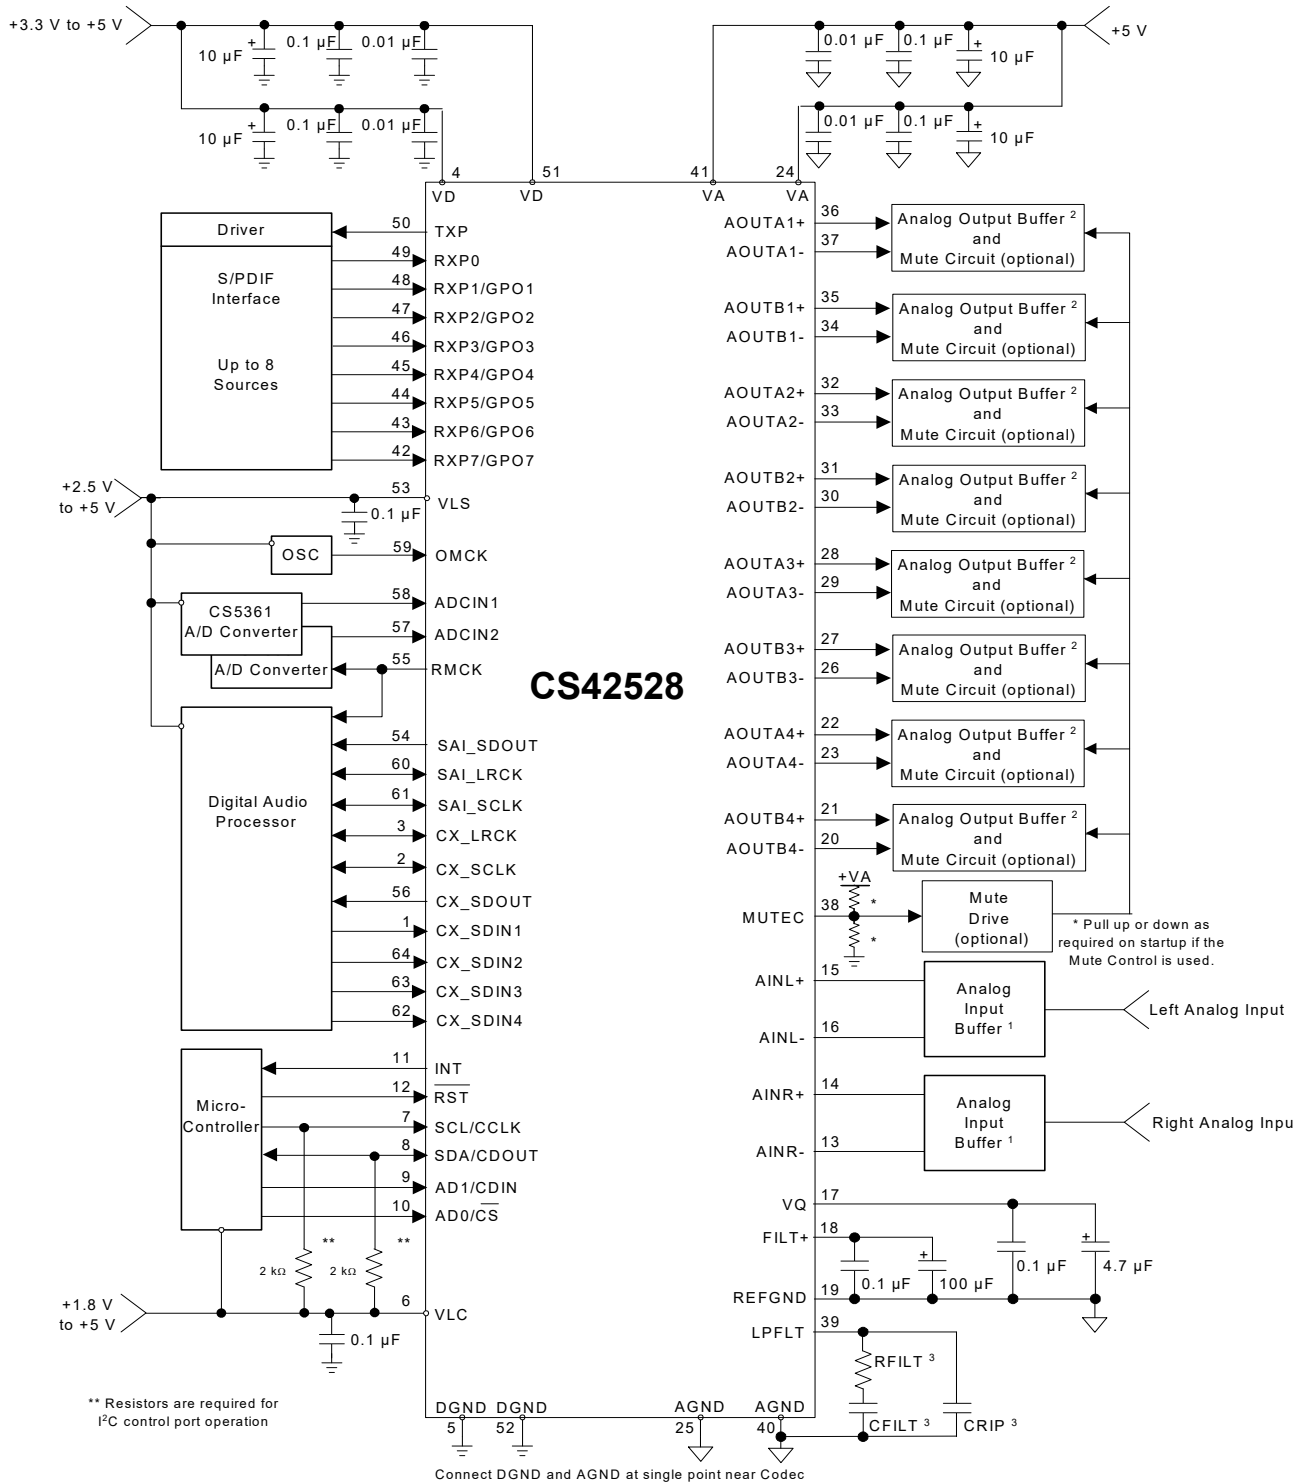 +3.3 V to +5 V
10 µF
+
0.1 µF
0.01 µF
10 µF
+
0.1 µF
0.01 µF
0.01 µF
0.1 µF
+
10 µF
+5 V
0.01 µF
0.1 µF
+
10 µF
4
51
41
24
VD
VD
VA
VA
Driver
S/PDIF
Interface
Up to 8
Sources
50
TXP
49
RXP0
48
RXP1/GPO1
47
RXP2/GPO2
46
RXP3/GPO3
45
RXP4/GPO4
44
RXP5/GPO5
43
RXP6/GPO6
42
RXP7/GPO7
+2.5 V
to +5 V
53
VLS
0.1 µF
OSC
59
OMCK
CS5361
A/D Converter
58
ADCIN1
57
ADCIN2
A/D Converter
55
RMCK
CS42528
Digital Audio
Processor
54
SAI_SDOUT
60
SAI_LRCK
61
SAI_SCLK
3
CX_LRCK
2
CX_SCLK
56
CX_SDOUT
1
CX_SDIN1
64
CX_SDIN2
63
CX_SDIN3
62
CX_SDIN4
Micro-
Controller
11
INT
12
RST
7
SCL/CCLK
8
SDA/CDOUT
9
AD1/CDIN
10
AD0/CS
**
**
2 kΩ
2 kΩ
+1.8 V
to +5 V
6
VLC
0.1 µF
** Resistors are required for
I²C control port operation
AOUTA1+
36
AOUTA1-
37
Analog Output Buffer ²
and
Mute Circuit (optional)
AOUTB1+
35
AOUTB1-
34
Analog Output Buffer ²
and
Mute Circuit (optional)
AOUTA2+
32
AOUTA2-
33
Analog Output Buffer ²
and
Mute Circuit (optional)
AOUTB2+
31
AOUTB2-
30
Analog Output Buffer ²
and
Mute Circuit (optional)
AOUTA3+
28
AOUTA3-
29
Analog Output Buffer ²
and
Mute Circuit (optional)
AOUTB3+
27
AOUTB3-
26
Analog Output Buffer ²
and
Mute Circuit (optional)
AOUTA4+
22
AOUTA4-
23
Analog Output Buffer ²
and
Mute Circuit (optional)
AOUTB4+
21
AOUTB4-
20
Analog Output Buffer ²
and
Mute Circuit (optional)
+VA
*
*
MUTEC
38
Mute
Drive
(optional)
* Pull up or down as
required on startup if the
Mute Control is used.
AINL+
15
AINL-
16
Analog
Input
Buffer ¹
Left Analog Input
AINR+
14
AINR-
13
Analog
Input
Buffer ¹
Right Analog Inpu
VQ
17
FILT+
18
0.1 µF
+
100 µF
0.1 µF
+
4.7 µF
REFGND
19
LPFLT
39
RFILT ³
CFILT ³
CRIP ³
DGND
DGND
AGND
AGND
5
52
25
40
Connect DGND and AGND at single point near Codec